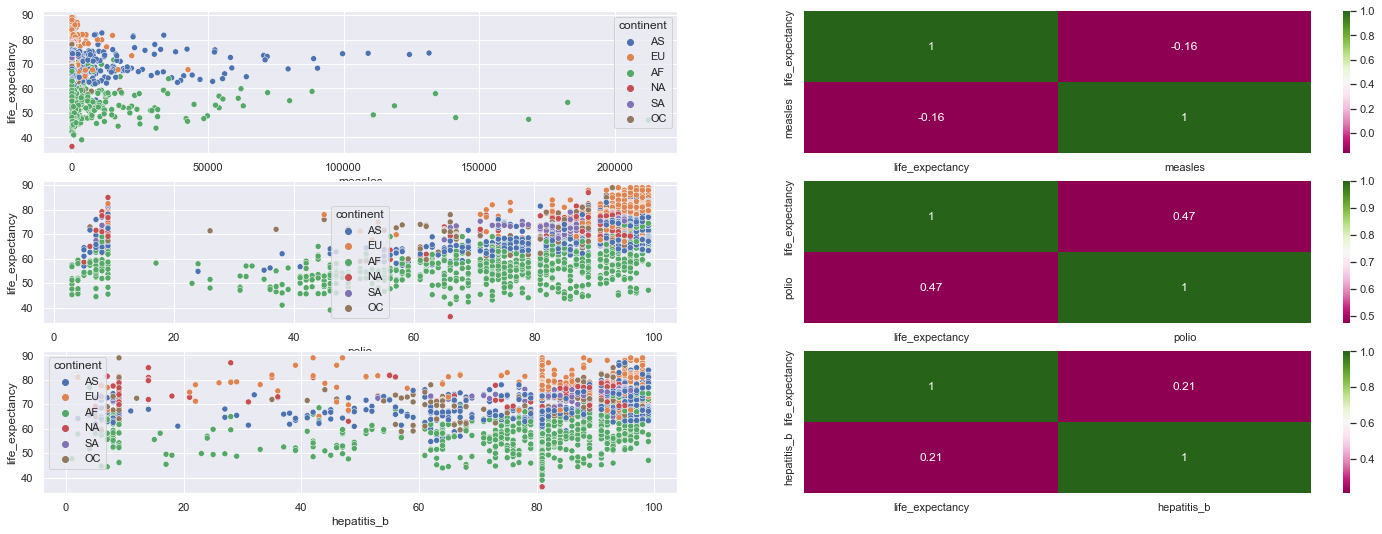 90
80
70
60
50
40
life_expectancy
0
50000
100000
150000
200000
measles
continent
AS
EU
AF
NA
SA
OC
life_expectancy
measles
1
-0.16
-0.16
1
life_expectancy
measles
1.0
0.8
0.6
0.4
0.2
0.0
90
80
70
60
50
40
life_expectancy
0
20
40
60
80
100
polio
continent
AS
EU
AF
NA
SA
OC
life_expectancy
polio
1
0.47
0.47
1
life_expectancy
polio
1.0
0.9
0.8
0.7
0.6
0.5
90
80
70
60
50
40
life_expectancy
0
20
40
60
80
100
hepatitis_b
continent
AS
EU
AF
NA
SA
OC
life_expectancy
hepatitis_b
1
0.21
0.21
1
life_expectancy
hepatitis_b
1.0
0.8
0.6
0.4